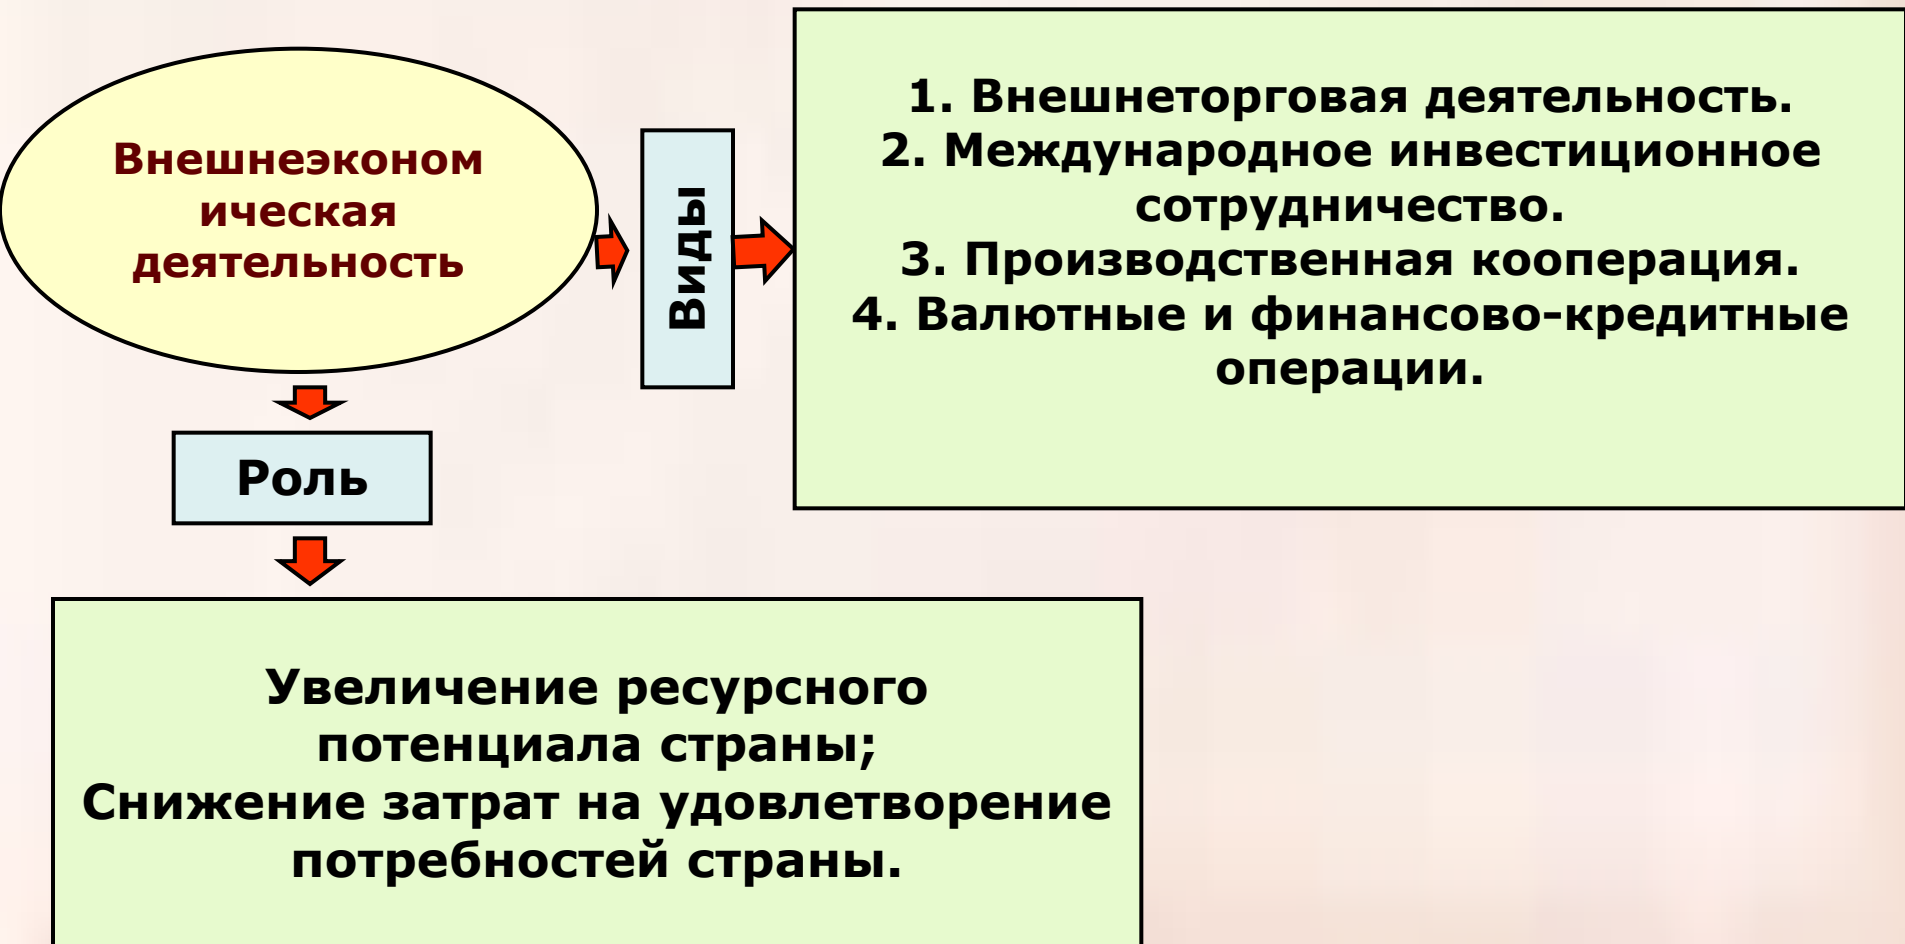 Внешнеэконом
ическая
деятельность
Виды
1. Внешнеторговая деятельность.
2. Международное инвестиционное
сотрудничество.
3. Производственная кооперация.
4. Валютные и финансово-кредитные
операции.
Роль
Увеличение ресурсного
потенциала страны;
Снижение затрат на удовлетворение
потребностей страны.